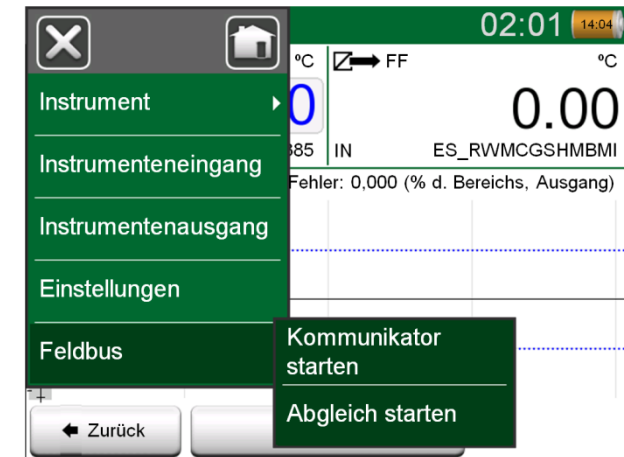 02:01 14:04
°C FF °C
0 0.00
385 IN ES_RWMCGSHMBMI
Fehler: 0,000 (% d. Bereichs, Ausgang)
Instrument
Instrumenteneingang
Instrumentenausgang
Einstellungen
Feldbus
Kommunikator
starten
Abgleich starten
Zurück